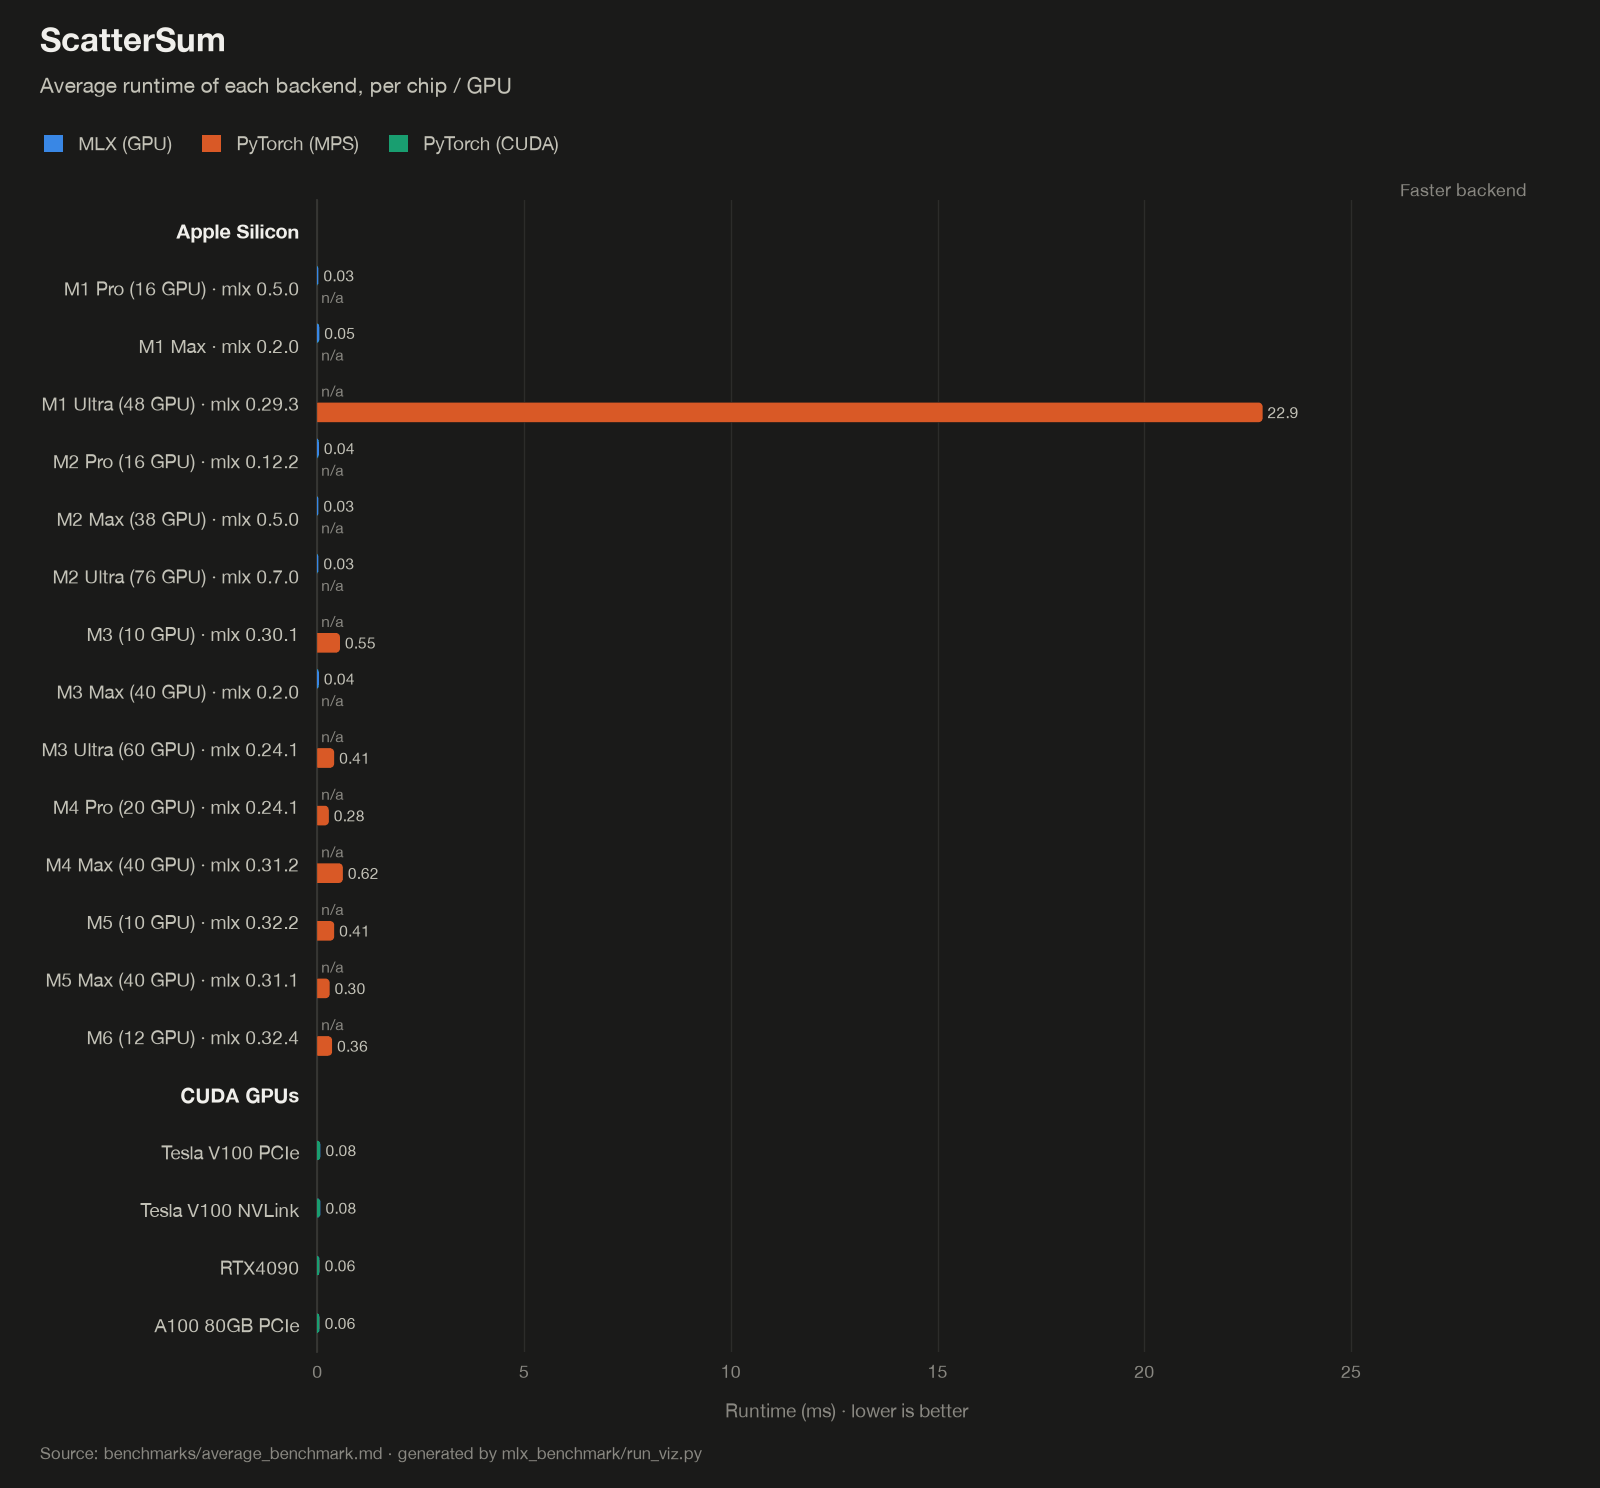 ScatterSum
Average runtime of each backend, per chip / GPU
MLX (GPU) PyTorch (MPS) PyTorch (CUDA)
Faster backend
Apple Silicon
M1 Pro (16 GPU) · mlx 0.5.0
0.03
n/a
M1 Max · mlx 0.2.0
0.05
n/a
M1 Ultra (48 GPU) · mlx 0.29.3
n/a
22.9
M2 Pro (16 GPU) · mlx 0.12.2
0.04
n/a
M2 Max (38 GPU) · mlx 0.5.0
0.03
n/a
M2 Ultra (76 GPU) · mlx 0.7.0
0.03
n/a
M3 (10 GPU) · mlx 0.30.1
n/a
0.55
M3 Max (40 GPU) · mlx 0.2.0
0.04
n/a
M3 Ultra (60 GPU) · mlx 0.24.1
n/a
0.41
M4 Pro (20 GPU) · mlx 0.24.1
n/a
0.28
M4 Max (40 GPU) · mlx 0.31.2
n/a
0.62
M5 (10 GPU) · mlx 0.32.2
n/a
0.41
M5 Max (40 GPU) · mlx 0.31.1
n/a
0.30
M6 (12 GPU) · mlx 0.32.4
n/a
0.36
CUDA GPUs
Tesla V100 PCIe 0.08
Tesla V100 NVLink 0.08
RTX4090 0.06
A100 80GB PCIe 0.06
0 5 10 15 20 25
Runtime (ms) · lower is better
Source: benchmarks/average_benchmark.md · generated by mlx_benchmark/run_viz.py